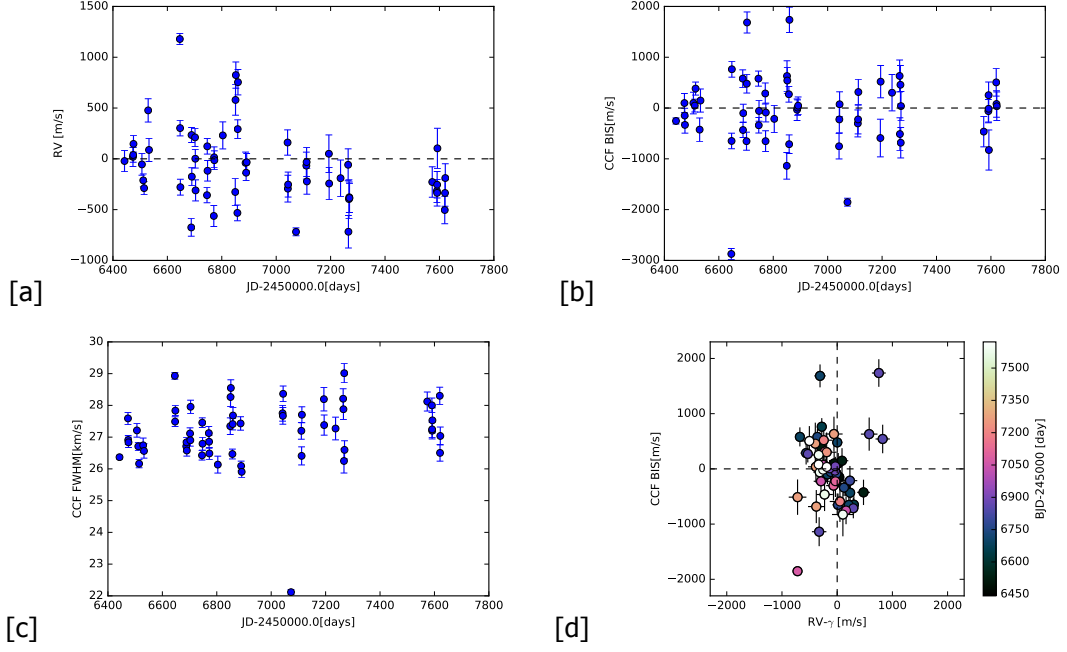 1500
1000
500
0
−500
−1000
RV [m/s]
6400 6600 6800 7000 7200 7400 7600 7800
JD-2450000.0[days]
[a]
2000
1000
0
−1000
−2000
−3000
CCF BIS[m/s]
6400 6600 6800 7000 7200 7400 7600 7800
JD-2450000.0[days]
[b]
30
29
28
27
26
25
24
23
22
CCF FWHM[km/s]
6400 6600 6800 7000 7200 7400 7600 7800
JD-2450000.0[days]
[c]
2000
1000
0
−1000
−2000
CCF BIS[m/s]
−2000 −1000 0 1000 2000
RV-γ [m/s]
7500
7350
7200
7050
6900
6750
6600
6450
BJD-245000 [day]
[d]